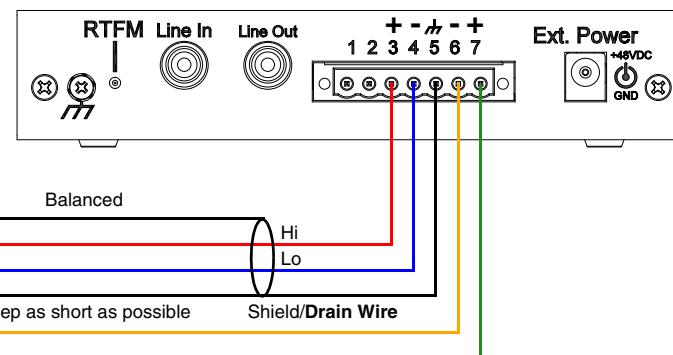 RTFM Line In Line Out + - - + Ext. Power
1 2 3 4 5 6 7
+48VDC
GND
Balanced
Hi
Lo
ep as short as possible Shield/Drain Wire